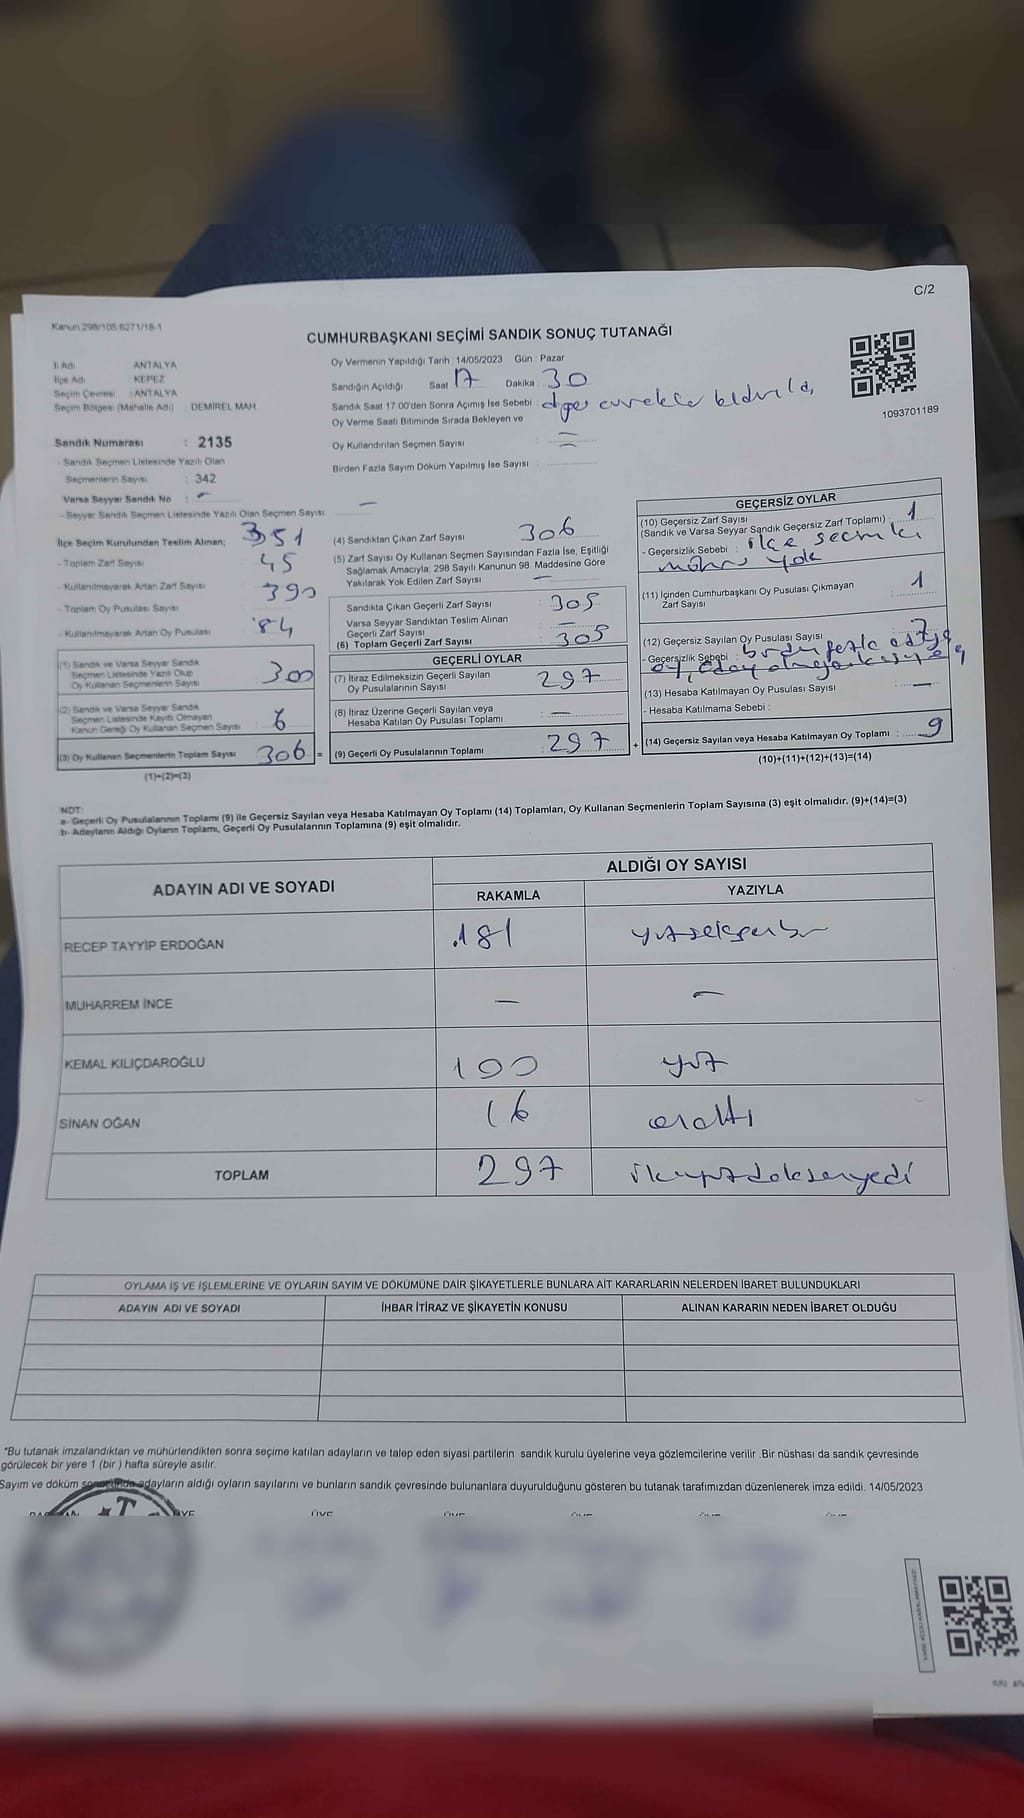 C/2
Kanun:298/105;6271/18-1
CUMHURBAŞKANI SEÇİMİ SANDIK SONUÇ TUTANAĞI
İl Adı : ANTALYA
İlçe Adı : KEPEZ
Seçim Çevresi : ANTALYA
Seçim Bölgesi (Mahalle Adı) : DEMİREL MAH
Oy Vermenin Yapıldığı Tarih 14/05/2023 Gün : Pazar
Sandığın Açıldığı Saat 17 Dakika : 30
Sandık Saat 17:00'den Sonra Açımış İse Sebebi :
Oy Verme Saati Bitiminde Sırada Bekleyen ve
Oy Kullandırılan Seçmen Sayısı : —
Birden Fazla Sayım Döküm Yapılmış İse Sayısı :
1093701189
Sandık Numarası : 2135
- Sandık Seçmen Listesinde Yazılı Olan
Seçmenlerin Sayısı : 342
Varsa Seyyar Sandık No : —
- Seyyar Sandık Seçmen Listesinde Yazılı Olan Seçmen Sayısı: —
İlçe Seçim Kurulundan Teslim Alınan; 351
- Toplam Zarf Sayısı : 45
- Kullanılmayarak Artan Zarf Sayısı : 390
- Toplam Oy Pusulası Sayısı
- Kullanılmayarak Artan Oy Pusulası : 84
(1) Sandık ve Varsa Seyyar Sandık
Seçmen Listesinde Yazılı Olup
Oy Kullanan Seçmenlerin Sayısı : 300
(2) Sandık ve Varsa Seyyar Sandık
Seçmen Listesinde Kayıtlı Olmayan
Kanun Gereği Oy Kullanan Seçmen Sayısı : 6
(3) Oy Kullanan Seçmenlerin Toplam Sayısı 306 =
(1)+(2)=(3)
(4) Sandıktan Çıkan Zarf Sayısı 306
(5) Zarf Sayısı Oy Kullanan Seçmen Sayısından Fazla İse, Eşitliği
Sağlamak Amacıyla; 298 Sayılı Kanunun 98. Maddesine Göre
Yakılarak Yok Edilen Zarf Sayısı : —
Sandıkta Çıkan Geçerli Zarf Sayısı : 305
Varsa Seyyar Sandıktan Teslim Alınan
Geçerli Zarf Sayısı : —
(6) Toplam Geçerli Zarf Sayısı : 305
GEÇERLİ OYLAR
(7) İtiraz Edilmeksizin Geçerli Sayılan
Oy Pusulalarının Sayısı : 297
(8) İtiraz Üzerine Geçerli Sayılan veya
Hesaba Katılan Oy Pusulası Toplamı : —
(9) Geçerli Oy Pusulalarının Toplamı : 297 +
GEÇERSİZ OYLAR
(10) Geçersiz Zarf Sayısı
(Sandık ve Varsa Seyyar Sandık Geçersiz Zarf Toplamı) : 1
- Geçersizlik Sebebi : ilçe seçim
mührü yok
(11) İçinden Cumhurbaşkanı Oy Pusulası Çıkmayan
Zarf Sayısı : 1
(12) Geçersiz Sayılan Oy Pusulası Sayısı : 7
- Geçersizlik Sebebi : birden fazla adaya
oy,
(13) Hesaba Katılmayan Oy Pusulası Sayısı : —
- Hesaba Katılmama Sebebi :
(14) Geçersiz Sayılan veya Hesaba Katılmayan Oy Toplamı : 9
(10)+(11)+(12)+(13)=(14)
NOT:
a- Geçerli Oy Pusulalarının Toplamı (9) ile Geçersiz Sayılan veya Hesaba Katılmayan Oy Toplamı (14) Toplamları, Oy Kullanan Seçmenlerin Toplam Sayısına (3) eşit olmalıdır. (9)+(14)=(3)
b- Adayların Aldığı Oyların Toplamı, Geçerli Oy Pusulalarının Toplamına (9) eşit olmalıdır.
ADAYIN ADI VE SOYADI
ALDIĞI OY SAYISI
RAKAMLA YAZIYLA
RECEP TAYYİP ERDOĞAN 181 yüzseksenbir
MUHARREM İNCE — —
KEMAL KILIÇDAROĞLU 100 yüz
SİNAN OĞAN 16 onaltı
TOPLAM 297 ikiyüzdoksanyedi
OYLAMA İŞ VE İŞLEMLERİNE VE OYLARIN SAYIM VE DÖKÜMÜNE DAİR ŞİKAYETLERLE BUNLARA AİT KARARLARIN NELERDEN İBARET BULUNDUKLARI
ADAYIN ADI VE SOYADI İHBAR İTİRAZ VE ŞİKAYETİN KONUSU ALINAN KARARIN NEDEN İBARET OLDUĞU
*Bu tutanak imzalandıktan ve mühürlendikten sonra seçime katılan adayların ve talep eden siyasi partilerin sandık kurulu üyelerine veya gözlemcilerine verilir .Bir nüshası da sandık çevresinde
görülecek bir yere 1 (bir ) hafta süreyle asılır.
Sayım ve döküm sonucunda adayların aldığı oyların sayılarını ve bunların sandık çevresinde bulunanlara duyurulduğunu gösteren bu tutanak tarafımızdan düzenlenerek imza edildi. 14/05/2023